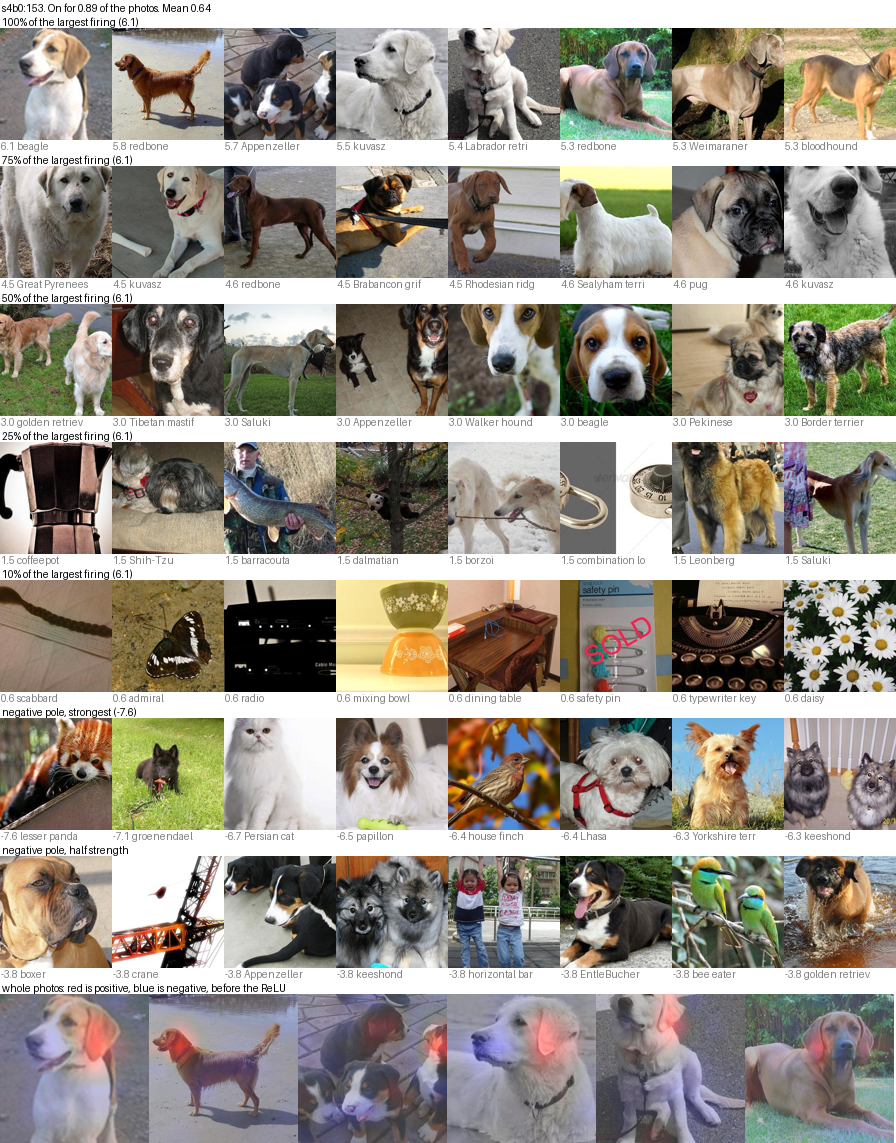 s4b0:153. On for 0.89 of the photos. Mean 0.64
100% of the largest firing (6.1)
6.1 beagle
5.8 redbone
5.7 Appenzeller
5.5 kuvasz
5.4 Labrador retri
5.3 redbone
5.3 Weimaraner
5.3 bloodhound
75% of the largest firing (6.1)
4.5 Great Pyrenees
4.5 kuvasz
4.6 redbone
4.5 Brabancon grif
4.5 Rhodesian ridg
4.6 Sealyham terri
4.6 pug
4.6 kuvasz
50% of the largest firing (6.1)
3.0 golden retriev
3.0 Tibetan mastif
3.0 Saluki
3.0 Appenzeller
3.0 Walker hound
3.0 beagle
3.0 Pekinese
3.0 Border terrier
25% of the largest firing (6.1)
1.5 coffeepot
1.5 Shih-Tzu
1.5 barracouta
1.5 dalmatian
1.5 borzoi
1.5 combination lo
1.5 Leonberg
1.5 Saluki
10% of the largest firing (6.1)
safety pin
SOLD
0.6 scabbard
0.6 admiral
0.6 radio
0.6 mixing bowl
0.6 dining table
0.6 safety pin
0.6 typewriter key
0.6 daisy
negative pole, strongest (-7.6)
-7.6 lesser panda
-7.1 groenendael
-6.7 Persian cat
-6.5 papillon
-6.4 house finch
-6.4 Lhasa
-6.3 Yorkshire terr
-6.3 keeshond
negative pole, half strength
-3.8 boxer
-3.8 crane
-3.8 Appenzeller
-3.8 keeshond
-3.8 horizontal bar
-3.8 EntleBucher
-3.8 bee eater
-3.8 golden retriev
whole photos: red is positive, blue is negative, before the ReLU